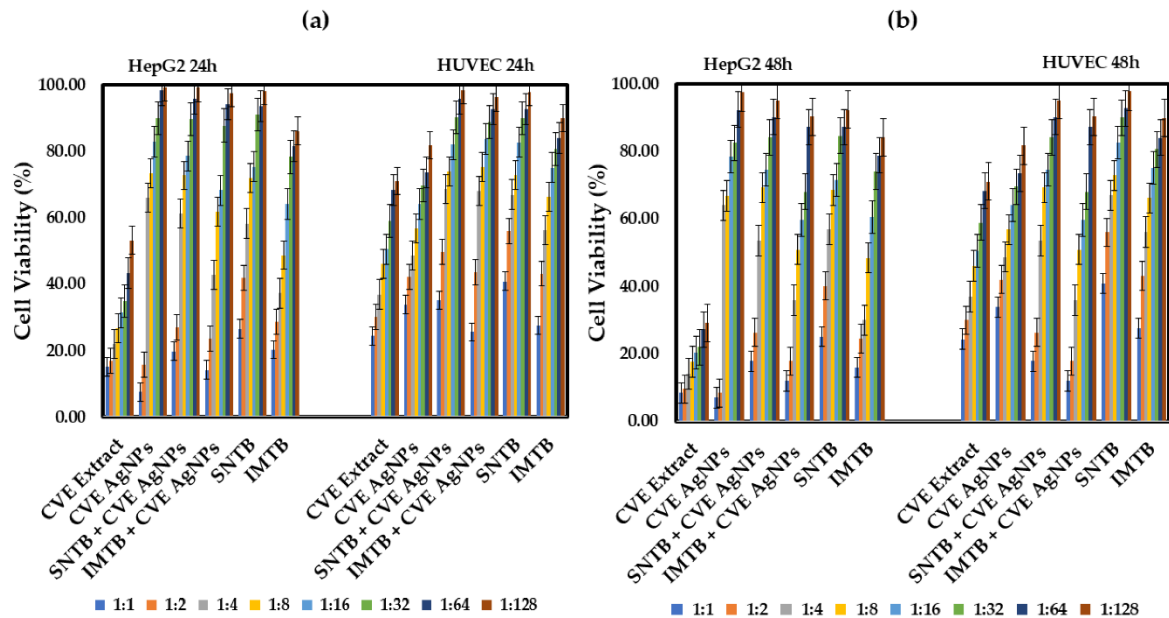 (a)
HepG2 24h
HUVEC 24h
Cell Viability (%)
100.00
80.00
60.00
40.00
20.00
0.00
CVE Extract
CVE AgNPs
SNTB + CVE AgNPs
IMTB + CVE AgNPs
SNTB
IMTB
CVE Extract
CVE AgNPs
SNTB + CVE AgNPs
IMTB + CVE AgNPs
SNTB
IMTB
1:1 1:2 1:4 1:8 1:16 1:32 1:64 1:128
(b)
HepG2 48h
HUVEC 48h
Cell Viability (%)
100.00
80.00
60.00
40.00
20.00
0.00
CVE Extract
CVE AgNPs
SNTB + CVE AgNPs
IMTB + CVE AgNPs
SNTB
IMTB
CVE Extract
CVE AgNPs
SNTB + CVE AgNPs
IMTB + CVE AgNPs
SNTB
IMTB
1:1 1:2 1:4 1:8 1:16 1:32 1:64 1:128